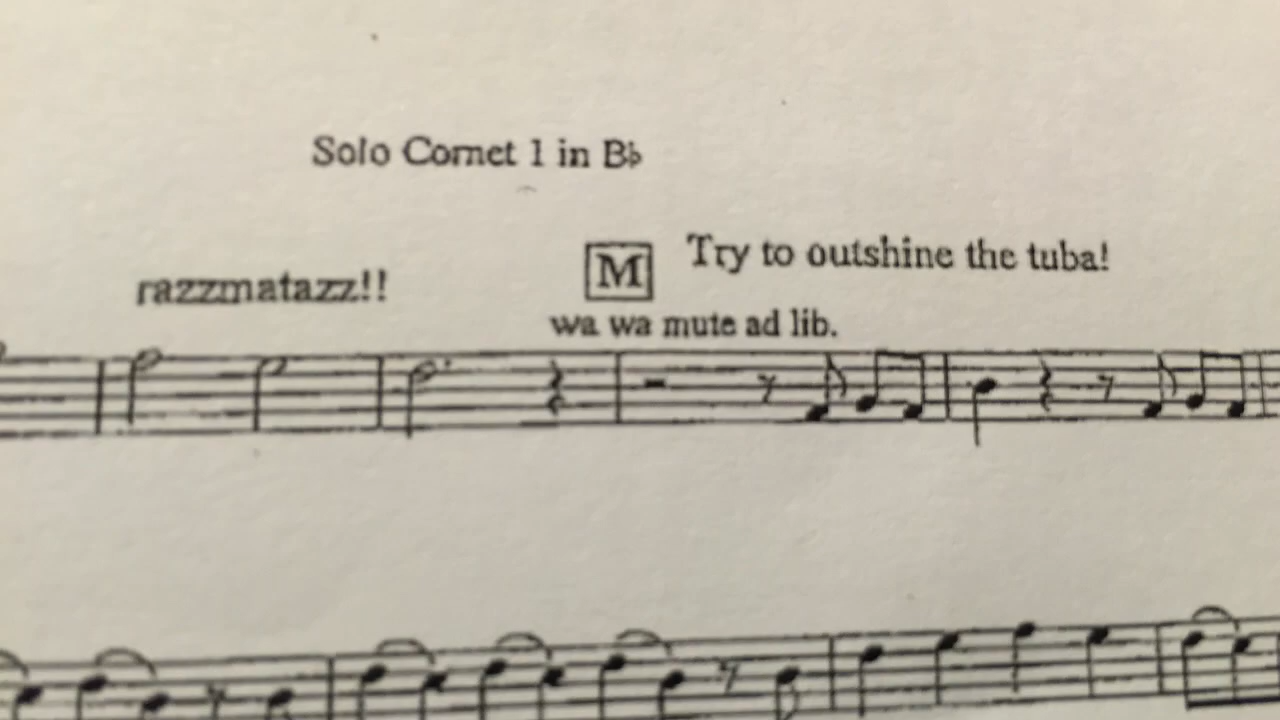 Solo Cornet 1 in B♭
M Try to outshine the tuba!
razzmatazz!!
wa wa mute ad lib.